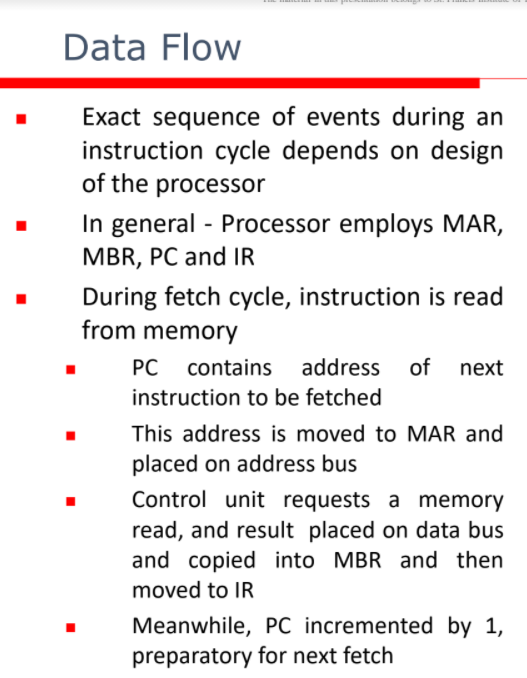 Data Flow
Exact sequence of events during an
instruction cycle depends on design
of the processor
In general - Processor employs MAR,
MBR, PC and IR
During fetch cycle, instruction is read
from memory
PC contains address of next
instruction to be fetched
This address is moved to MAR and
placed on address bus
Control unit requests a memory
read, and result placed on data bus
and copied into MBR and then
moved to IR
Meanwhile, PC incremented by 1,
preparatory for next fetch